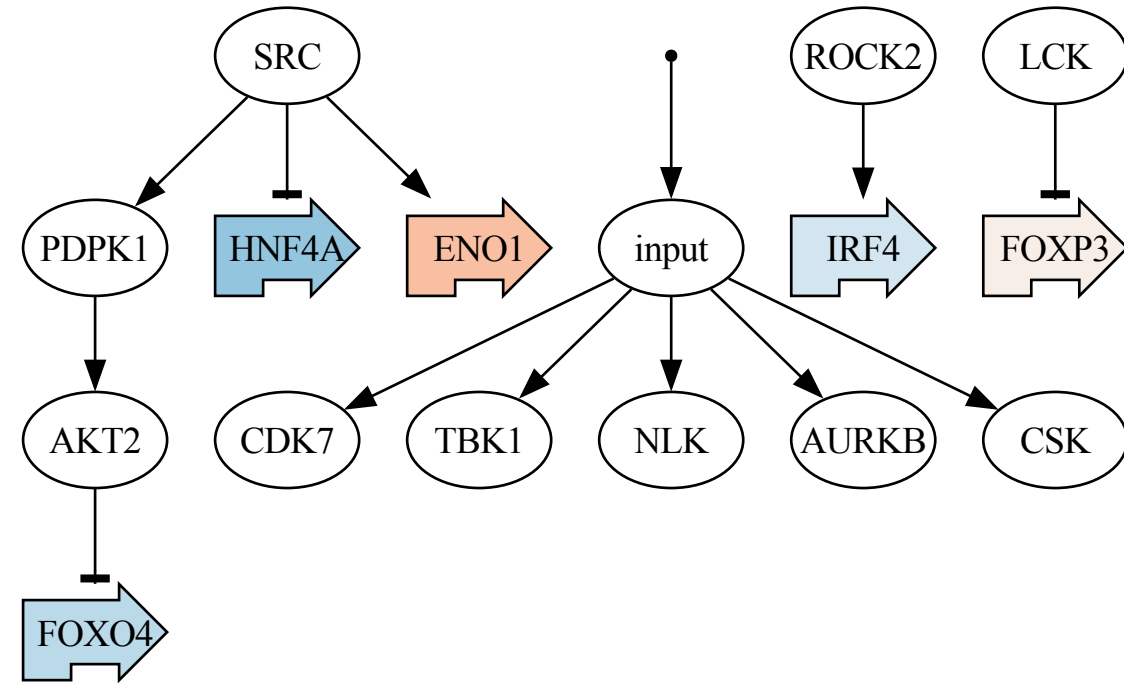 SRC
ROCK2
LCK
PDPK1
HNF4A
ENO1
input
IRF4
FOXP3
AKT2
CDK7
TBK1
NLK
AURKB
CSK
FOXO4